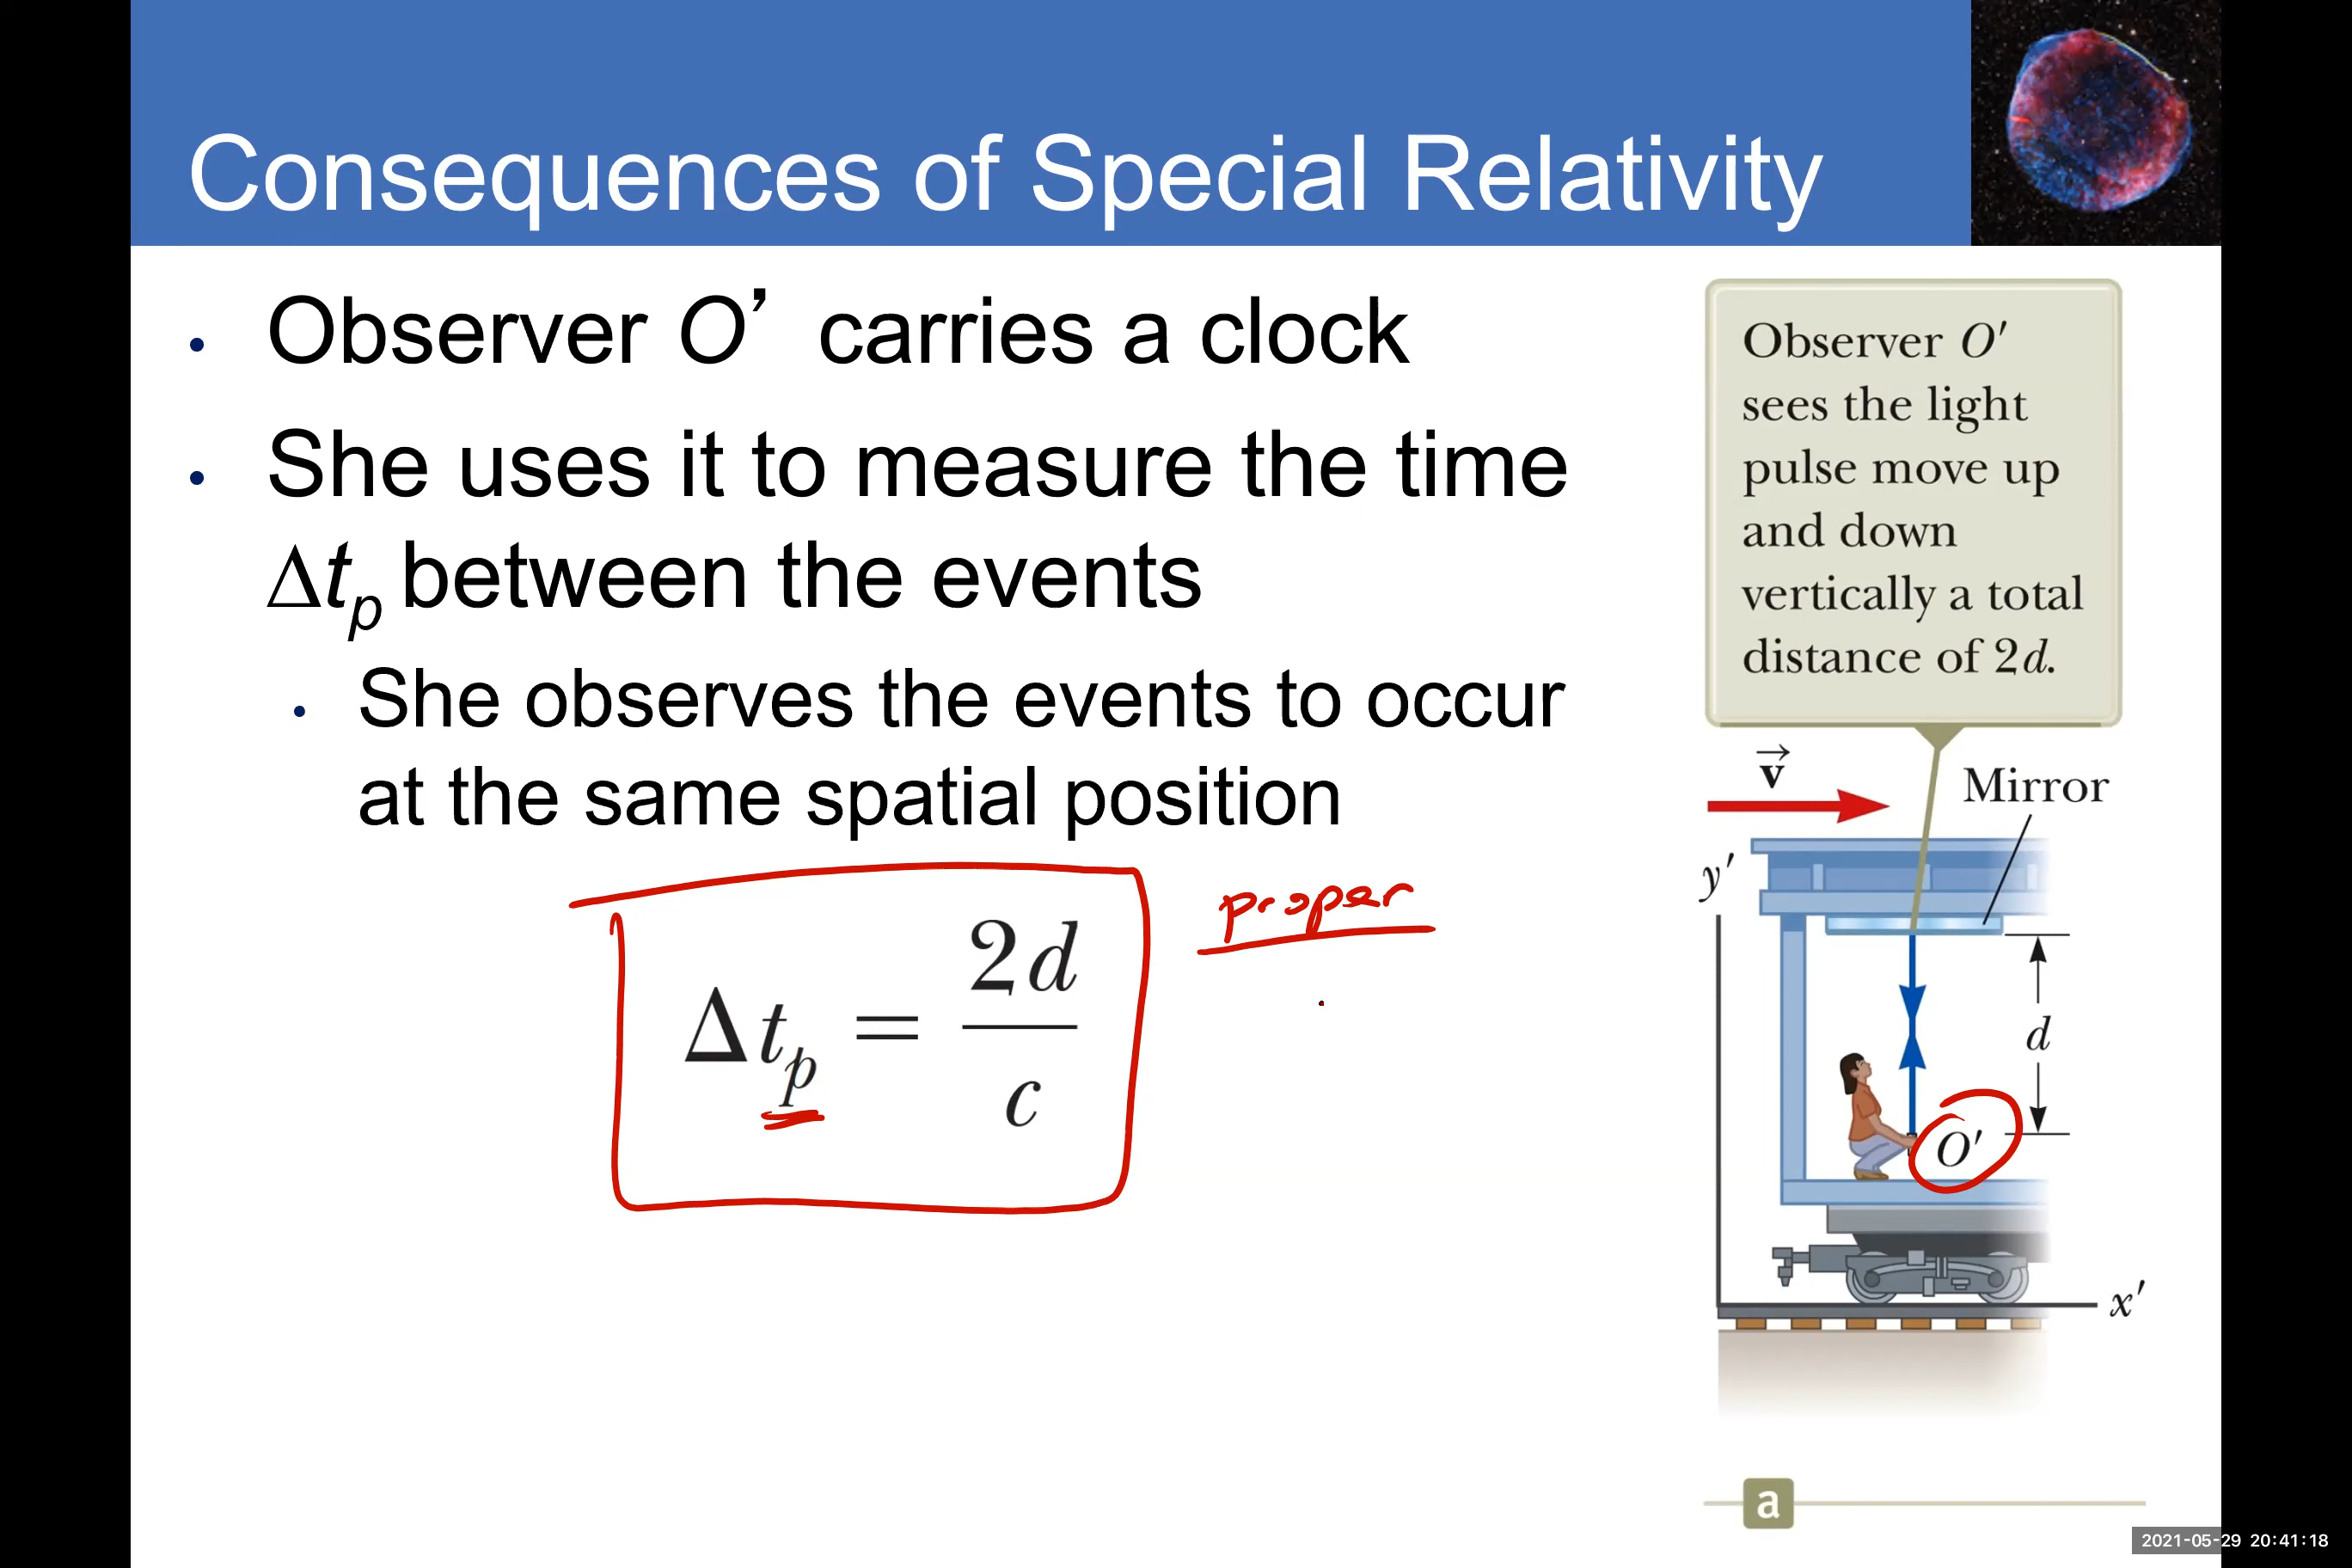 Consequences of Special Relativity
• Observer O’ carries a clock
• She uses it to measure the time
Δtp between the events
• She observes the events to occur
at the same spatial position
Δtp = 2d/c
proper
Observer O′
sees the light
pulse move up
and down
vertically a total
distance of 2d.
v⃗
Mirror
y′
d
O′
x′
a
2021-05-29 20:41:18